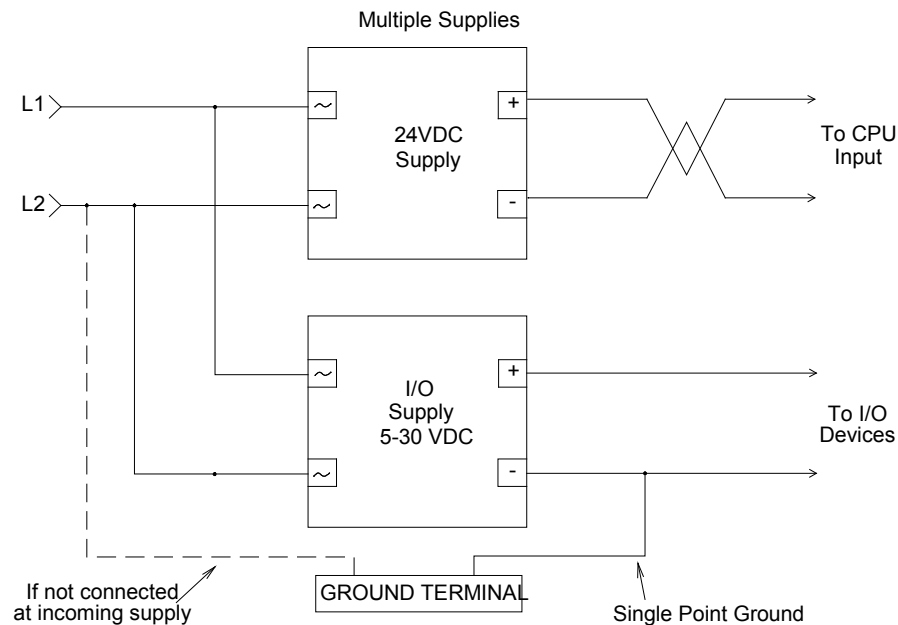 Multiple Supplies
L1
~
+
24VDC
Supply
To CPU
Input
L2
~
-
~
+
I/O
Supply
5-30 VDC
To I/O
Devices
~
-
If not connected
at incoming supply
GROUND TERMINAL
Single Point Ground